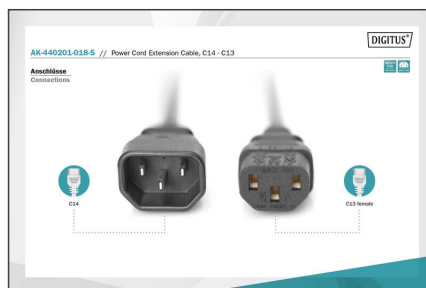 DIGITUS®
AK-440201-018-S // Power Cord Extension Cable, C14 - C13
Anschlüsse
Connections
C14
C13 female